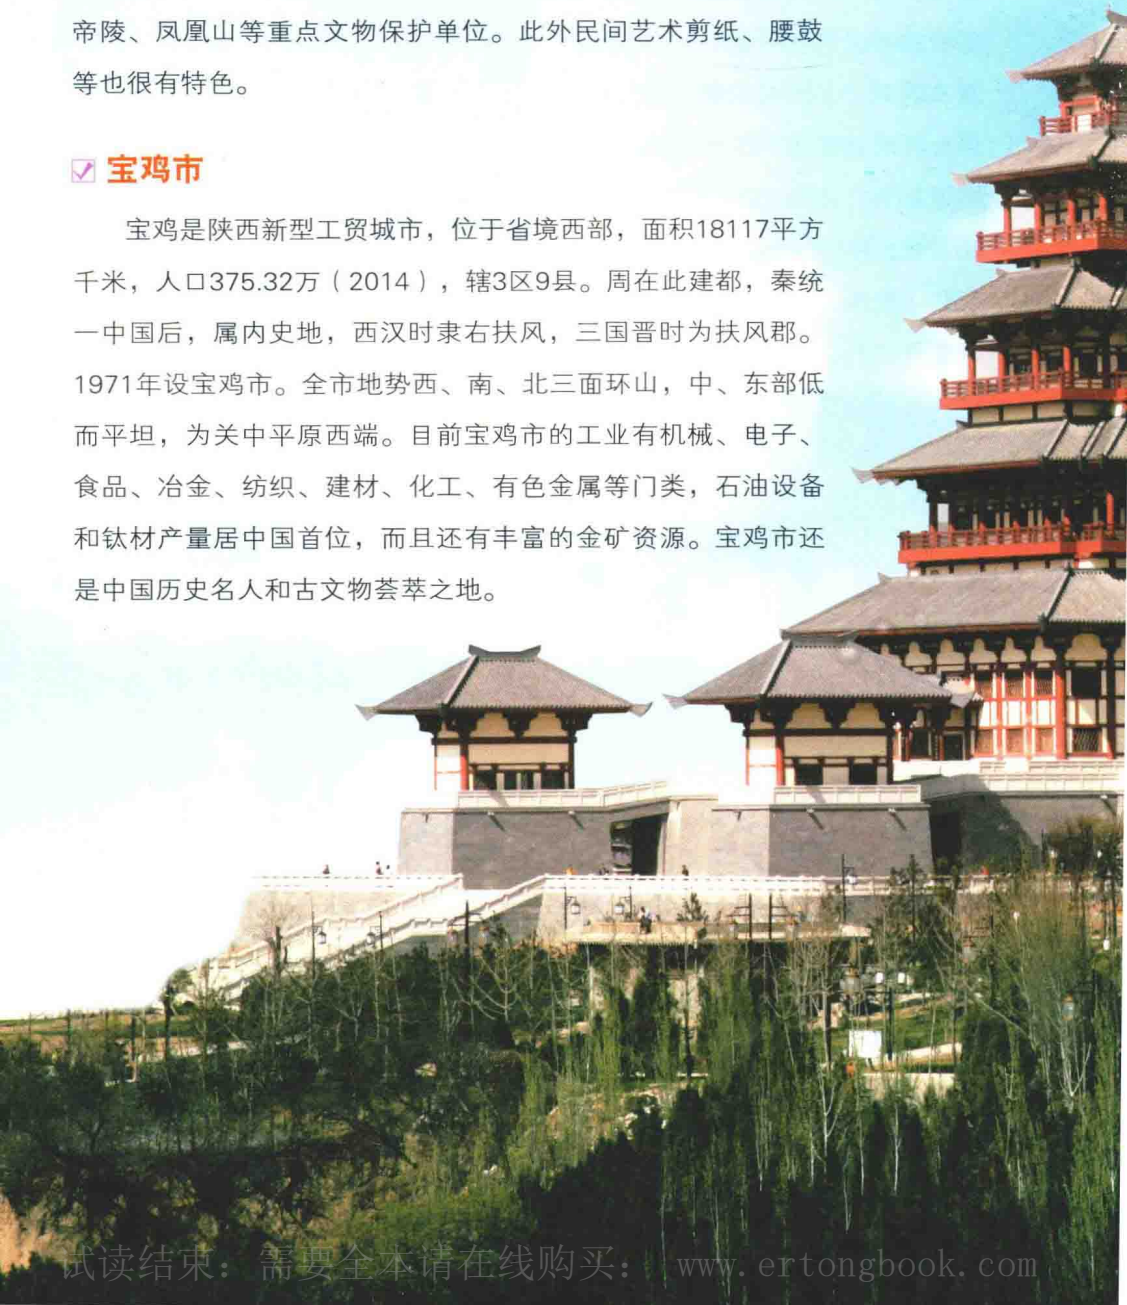 帝陵、凤凰山等重点文物保护单位。此外民间艺术剪纸、腰鼓
等也很有特色。
宝鸡市
宝鸡是陕西新型工贸城市，位于省境西部，面积18117平方
千米，人口375.32万（2014），辖3区9县。周在此建都，秦统
一中国后，属内史地，西汉时隶右扶风，三国晋时为扶风郡。
1971年设宝鸡市。全市地势西、南、北三面环山，中、东部低
而平坦，为关中平原西端。目前宝鸡市的工业有机械、电子、
食品、冶金、纺织、建材、化工、有色金属等门类，石油设备
和钛材产量居中国首位，而且还有丰富的金矿资源。宝鸡市还
是中国历史名人和古文物荟萃之地。
试读结束：需要全本请在线购买： www.ertongbook.com